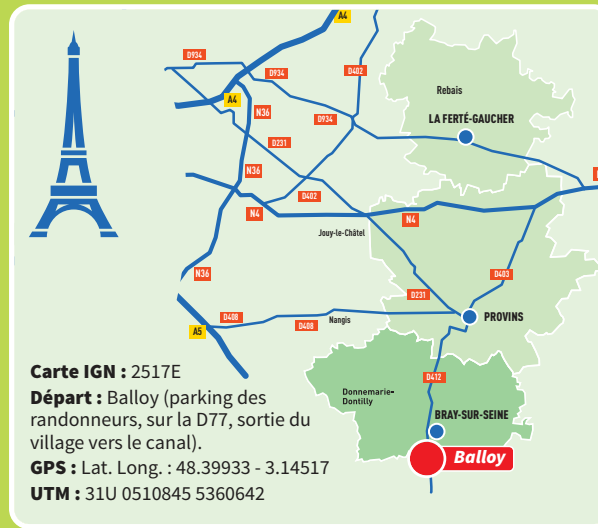 A4
D934
D934
D402
A4
Rebais
N36
LA FERTÉ-GAUCHER
D934
D231
N36
D402
N4
N4
Jouy-le-Châtel
N36
D403
D231
D408
D408
Nangis
PROVINS
A5
D412
Donnemarie-
Dontilly
BRAY-SUR-SEINE
Balloy
Carte IGN : 2517E
Départ : Balloy (parking des
randonneurs, sur la D77, sortie du
village vers le canal).
GPS : Lat. Long. : 48.39933 - 3.14517
UTM : 31U 0510845 5360642